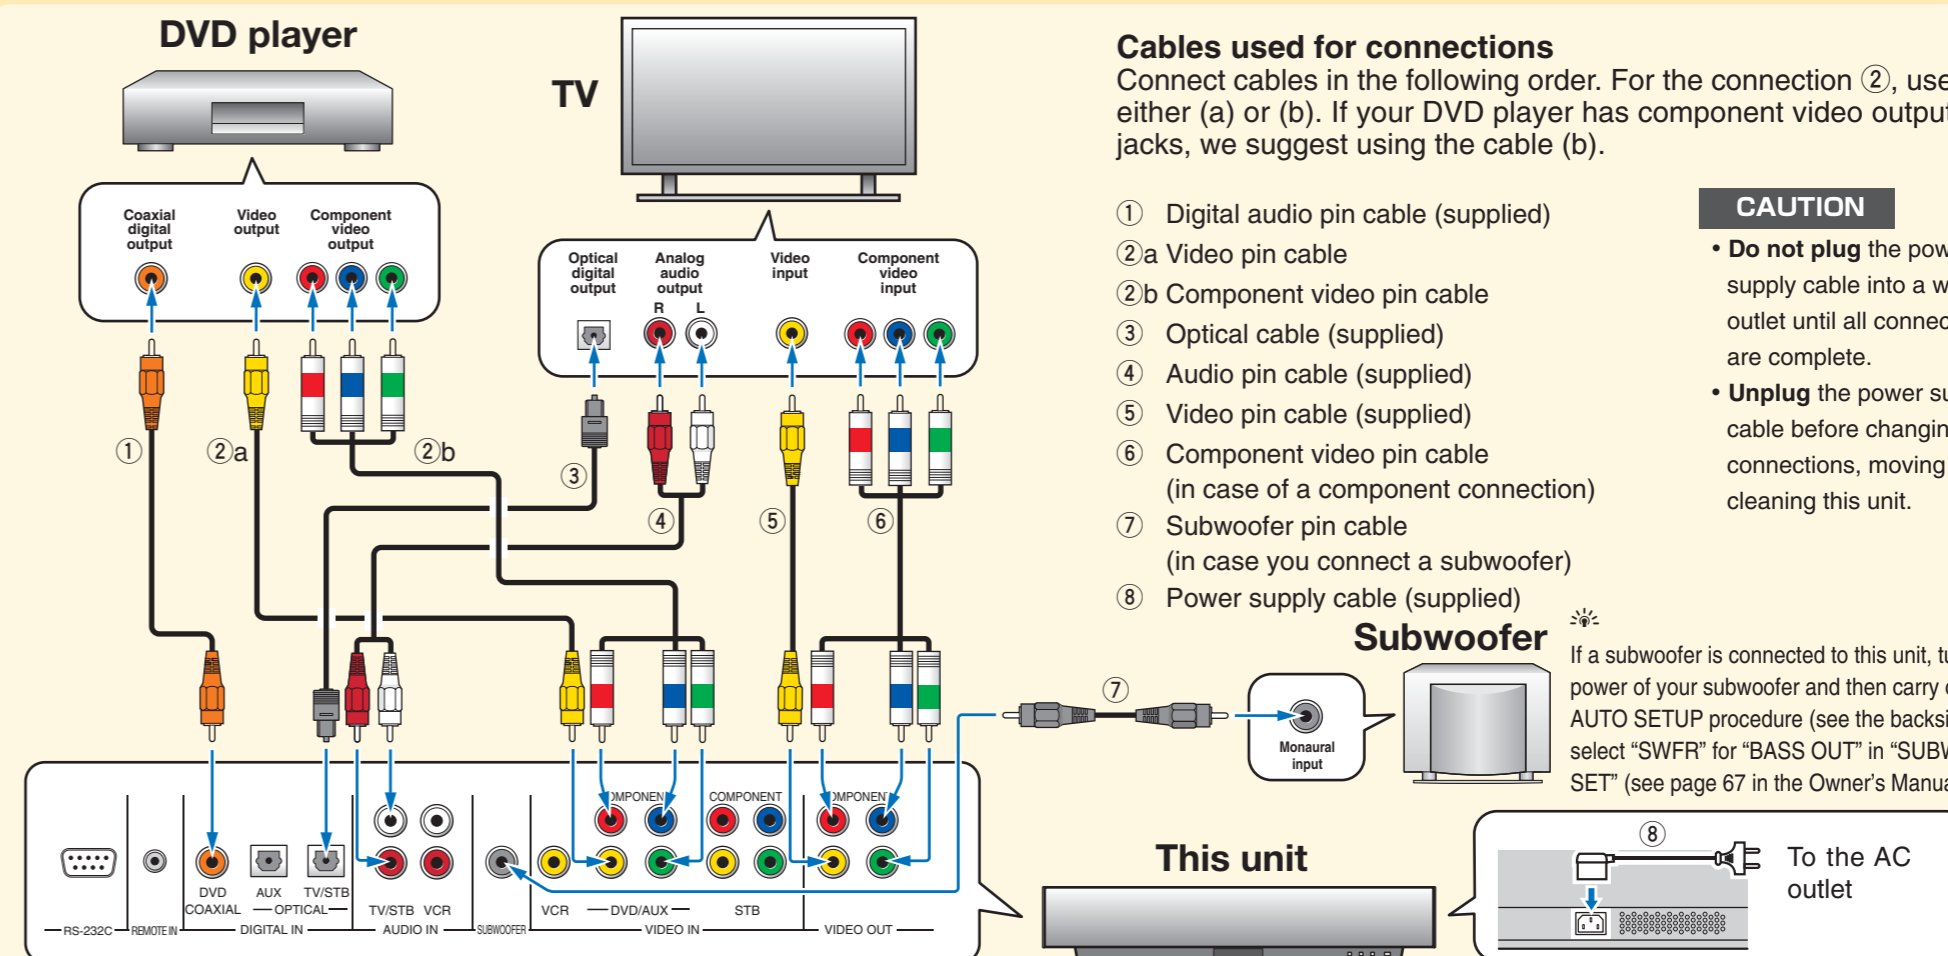 DVD player
TV
Coaxial
digital
output
Video
output
Component
video
output
Optical
digital
output
Analog
audio
output
R L
Video
input
Component
video
input
① ②a ②b ③ ④ ⑤ ⑥
Cables used for connections
Connect cables in the following order. For the connection ②, use
either (a) or (b). If your DVD player has component video output
jacks, we suggest using the cable (b).
① Digital audio pin cable (supplied)
②a Video pin cable
②b Component video pin cable
③ Optical cable (supplied)
④ Audio pin cable (supplied)
⑤ Video pin cable (supplied)
⑥ Component video pin cable
(in case of a component connection)
⑦ Subwoofer pin cable
(in case you connect a subwoofer)
⑧ Power supply cable (supplied)
CAUTION
• Do not plug the pow
supply cable into a w
outlet until all connec
are complete.
• Unplug the power su
cable before changin
connections, moving
cleaning this unit.
Subwoofer
⑦
Monaural
input
If a subwoofer is connected to this unit, tu
power of your subwoofer and then carry o
AUTO SETUP procedure (see the backsi
select “SWFR” for “BASS OUT” in “SUBW
SET” (see page 67 in the Owner’s Manua
This unit
⑧
To the AC
outlet
COMPONENT COMPONENT COMPONENT
DVD AUX TV/STB
COAXIAL OPTICAL TV/STB VCR VCR DVD/AUX STB
RS-232C REMOTE IN DIGITAL IN AUDIO IN SUBWOOFER VIDEO IN VIDEO OUT